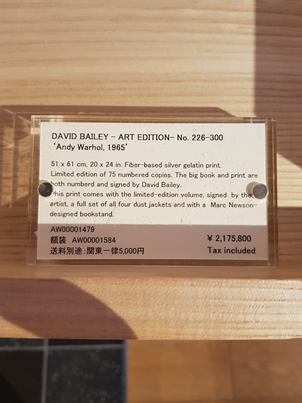 DAVID BAILEY - ART EDITION- No. 226-300
'Andy Warhol, 1965'
51 x 61 cm, 20 x 24 in. Fiber-based silver gelatin print.
Limited edition of 75 numbered copies. The big book and print are
both numberd and signed by David Bailey.
This print comes with the limited-edition volume, signed by the
artist, a full set of all four dust jackets and with a Marc Newson-
designed bookstand.
AW00001479
額装 AW00001584 ¥ 2,175,800
送料別途:関東一律5,000円 Tax included